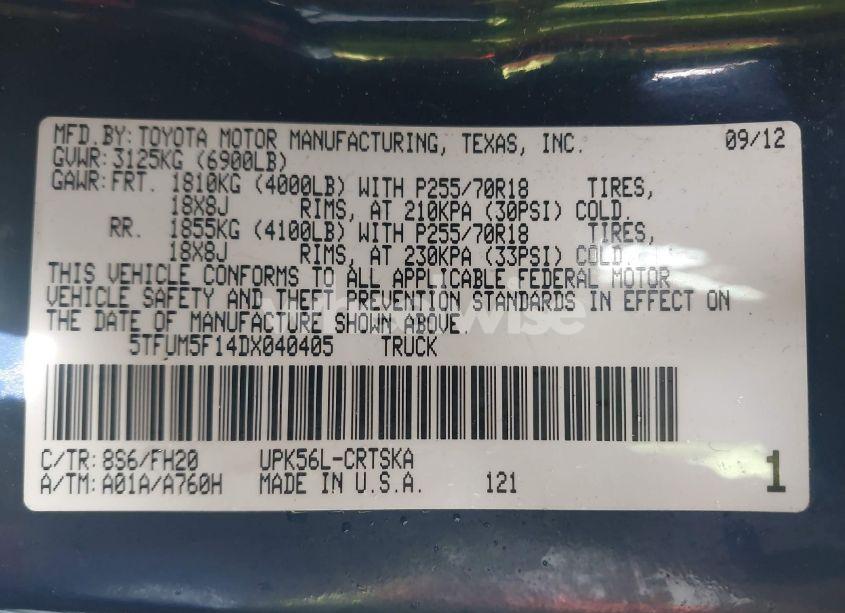 MFD.BY: TOYOTA MOTOR MANUFACTURING, TEXAS, INC. 09/12
GVWR: 3125KG (6900LB)
GAWR: FRT. 1810KG (4000LB) WITH P255/70R18 TIRES,
18X8J RIMS, AT 210KPA (30PSI) COLD.
RR. 1855KG (4100LB) WITH P255/70R18 TIRES,
18X8J RIMS, AT 230KPA (33PSI) COLD.
THIS VEHICLE CONFORMS TO ALL APPLICABLE FEDERAL MOTOR
VEHICLE SAFETY AND THEFT PREVENTION STANDARDS IN EFFECT ON
THE DATE OF MANUFACTURE SHOWN ABOVE.
5TFUM5F14DX040405 TRUCK
C/TR: 8S6/FH20 UPK56L-CRTSKA
A/TM: A01A/A760H MADE IN U.S.A. 121 1